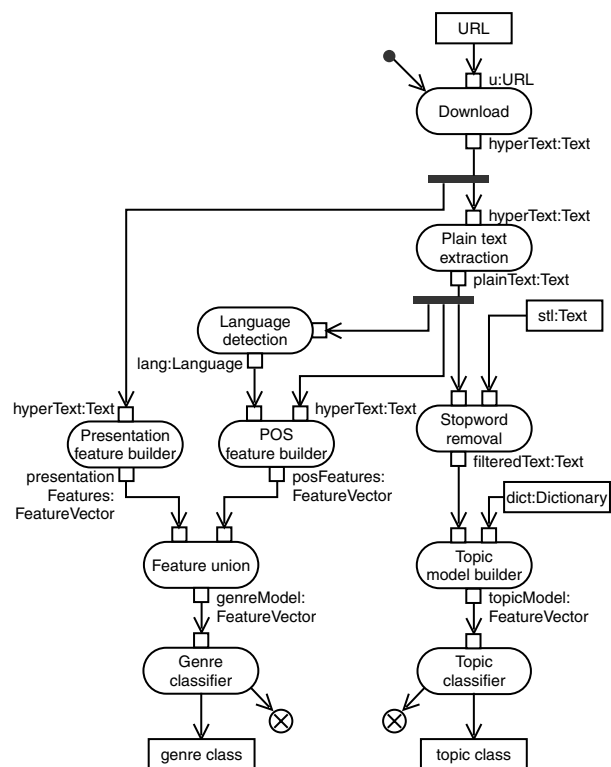 URL
u:URL
Download
hyperText:Text
hyperText:Text
Plain text
extraction
plainText:Text
stl:Text
Language
detection
lang:Language
hyperText:Text
hyperText:Text
Presentation
feature builder
POS
feature builder
Stopword
removal
filteredText:Text
presentation
Features:
FeatureVector
posFeatures:
FeatureVector
dict:Dictionary
Feature union
Topic
model builder
genreModel:
FeatureVector
topicModel:
FeatureVector
Genre
classifier
Topic
classifier
genre class
topic class